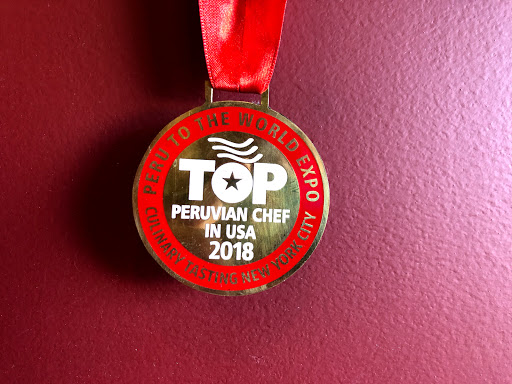 PERU TO THE WORLD EXPO
TOP
PERUVIAN CHEF
IN USA
2018
CULINARY TASTING NEW YORK CITY